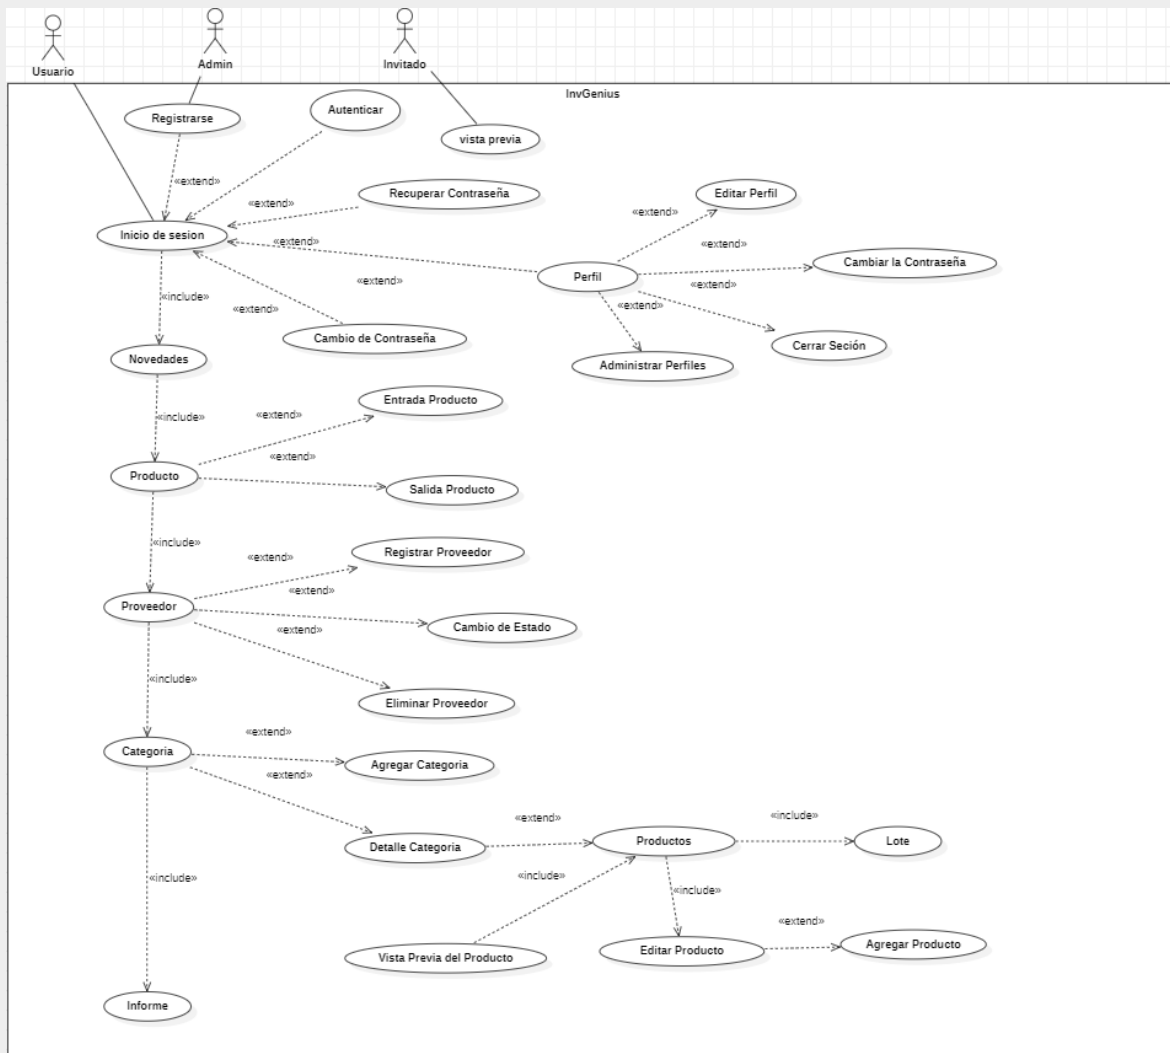 Usuario
Admin
Invitado
InvGenius
Registrarse
Autenticar
vista previa
«extend»
Recuperar Contraseña
Editar Perfil
«extend»
«extend»
Inicio de sesion
«extend»
«extend»
Cambiar la Contraseña
Perfil
«extend»
«extend»
«include»
«extend»
«extend»
Cambio de Contraseña
Cerrar Seción
Novedades
Administrar Perfiles
Entrada Producto
«include»
«extend»
«extend»
Producto
Salida Producto
«include»
Registrar Proveedor
«extend»
«extend»
Proveedor
Cambio de Estado
«extend»
«include»
Eliminar Proveedor
«extend»
Categoria
Agregar Categoria
«extend»
«extend»
«include»
Detalle Categoria
Productos
Lote
«include»
«include»
«include»
«extend»
Vista Previa del Producto
Editar Producto
Agregar Producto
Informe